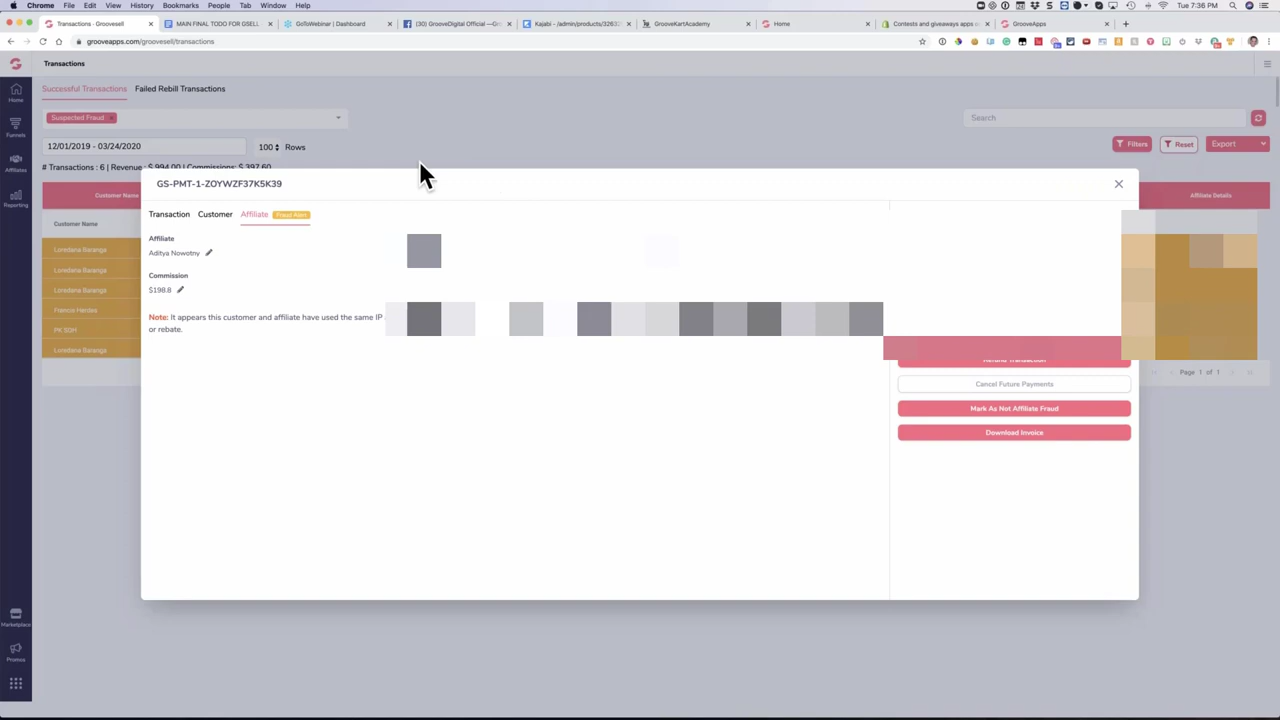 Chrome File Edit View History Bookmarks People Tab Window Help
Tue 7:36 PM
Transactions - Groovesell
MAIN FINAL TODO FOR GSELL
GoToWebinar | Dashboard
(30) GrooveDigital Official
Kajabi - /admin/products/3263
GrooveKartAcademy
Home
Contests and giveaways apps
GrooveApps
grooveapps.com/groovesell/transactions
Transactions
Home
Funnels
Affiliates
Reporting
Marketplace
Promos
Successful Transactions
Failed Rebill Transactions
Suspected Fraud
Search
12/01/2019 - 03/24/2020
100 Rows
Filters
Reset
Export
# Transactions : 6 | Revenue : $ 994.00 | Commissions: $ 397.60
Customer Name
Affiliate Details
Customer Name
Loredana Baranga
Loredana Baranga
Loredana Baranga
PK SGH
Loredana Baranga
Page 1 of 1
GS-PMT-1-ZOYWZF37K5K39
Transaction
Customer
Affiliate
Fraud Alert
Affiliate
Aditya Nowotny
Commission
$198.8
Note: It appears this customer and affiliate have used the same IP
or rebate.
Refund Transaction
Cancel Future Payments
Mark As Not Affiliate Fraud
Download Invoice